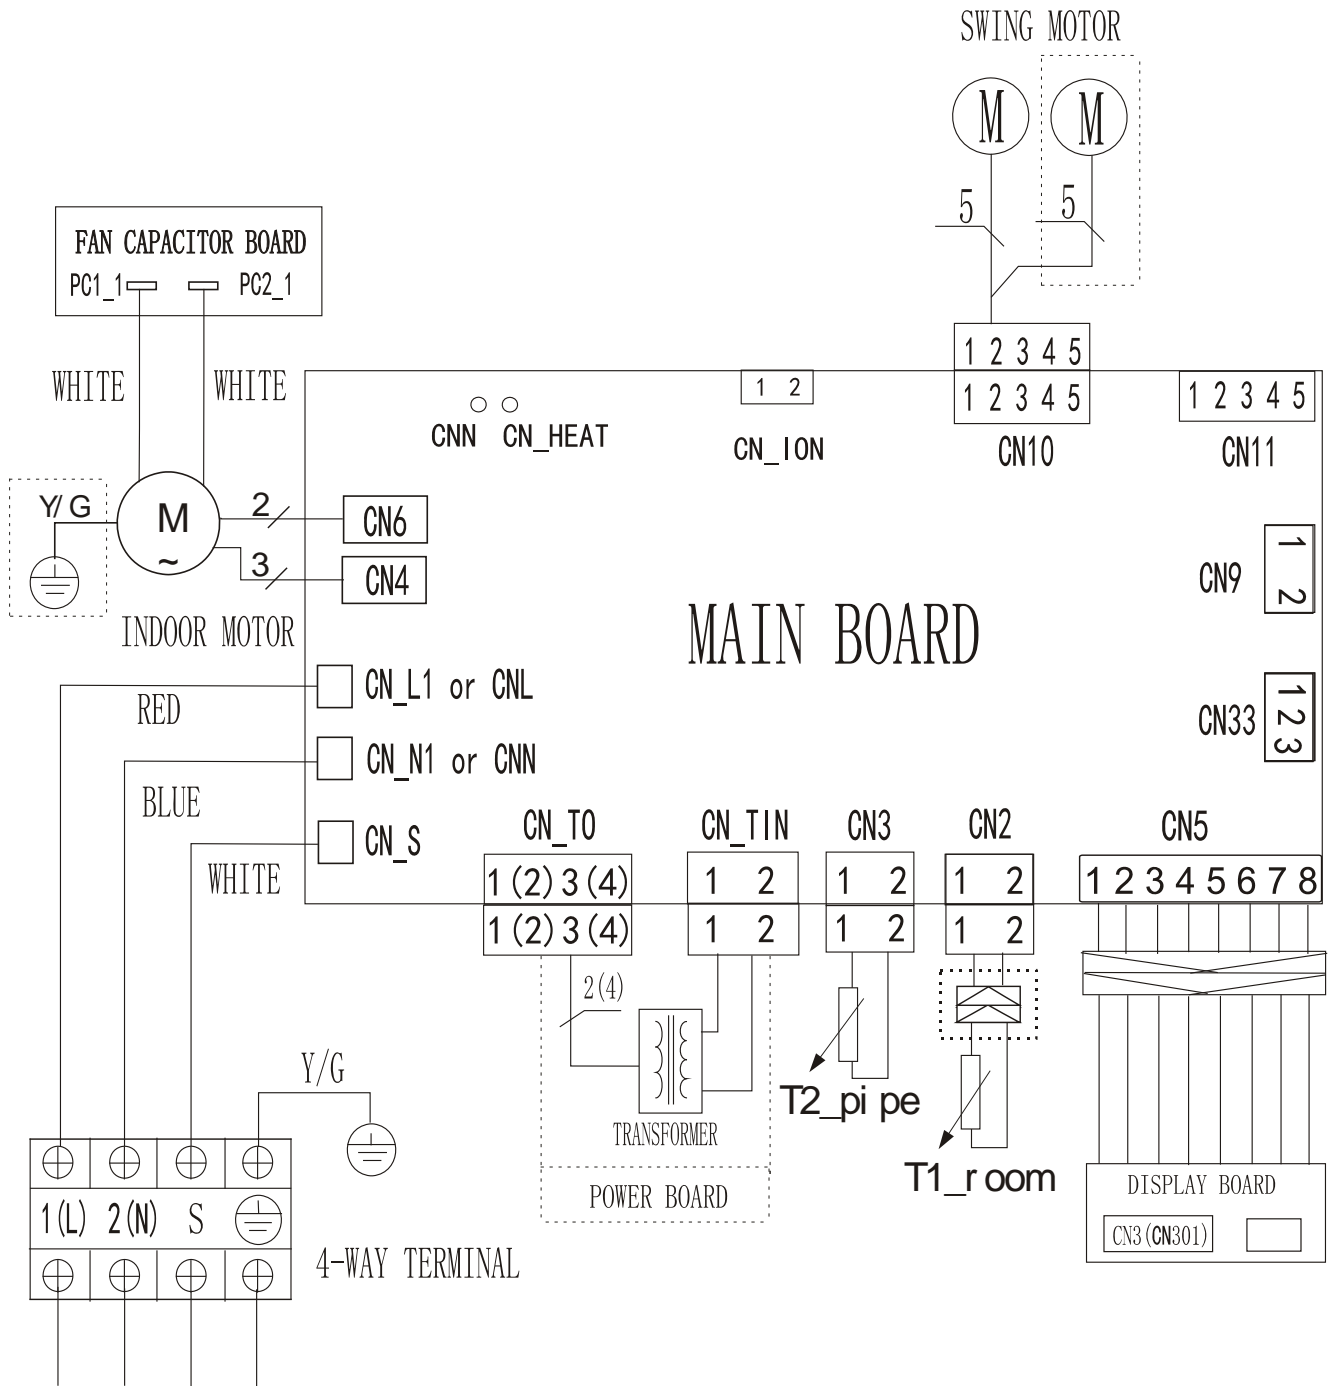 SWING MOTOR
M M
5 5
FAN CAPACITOR BOARD
PC1_1 PC2_1
1 2 3 4 5
WHITE WHITE
1 2
1 2 3 4 5
1 2 3 4 5
CNN CN_HEAT
CN_ION
CN10
CN11
Y/G
M
~
2
CN6
3
CN4
CN9
1 2
INDOOR MOTOR
MAIN BOARD
CN_L1 or CNL
RED
CN33
1 2 3
CN_N1 or CNN
BLUE
CN_S
WHITE
CN_TO
CN_TIN
CN3
CN2
CN5
1(2)3(4)
1 2
1 2
1 2
1 2 3 4 5 6 7 8
1(2)3(4)
1 2
1 2
1 2
2(4)
Y/G
T2_pipe
TRANSFORMER
T1_room
POWER BOARD
DISPLAY BOARD
CN3(CN301)
1(L) 2(N) S
4-WAY TERMINAL